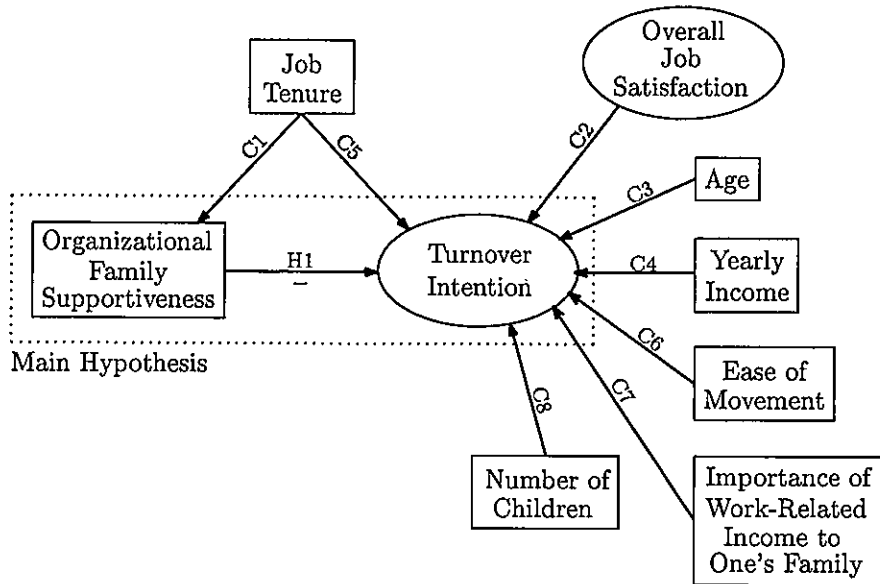 Job
Tenure
Overall
Job
Satisfaction
C1
C5
C2
C3
Age
Organizational
Family
Supportiveness
H1
–
Turnover
Intention
C4
Yearly
Income
Main Hypothesis
C6
Ease of
Movement
C7
C8
Number of
Children
Importance of
Work-Related
Income to
One's Family